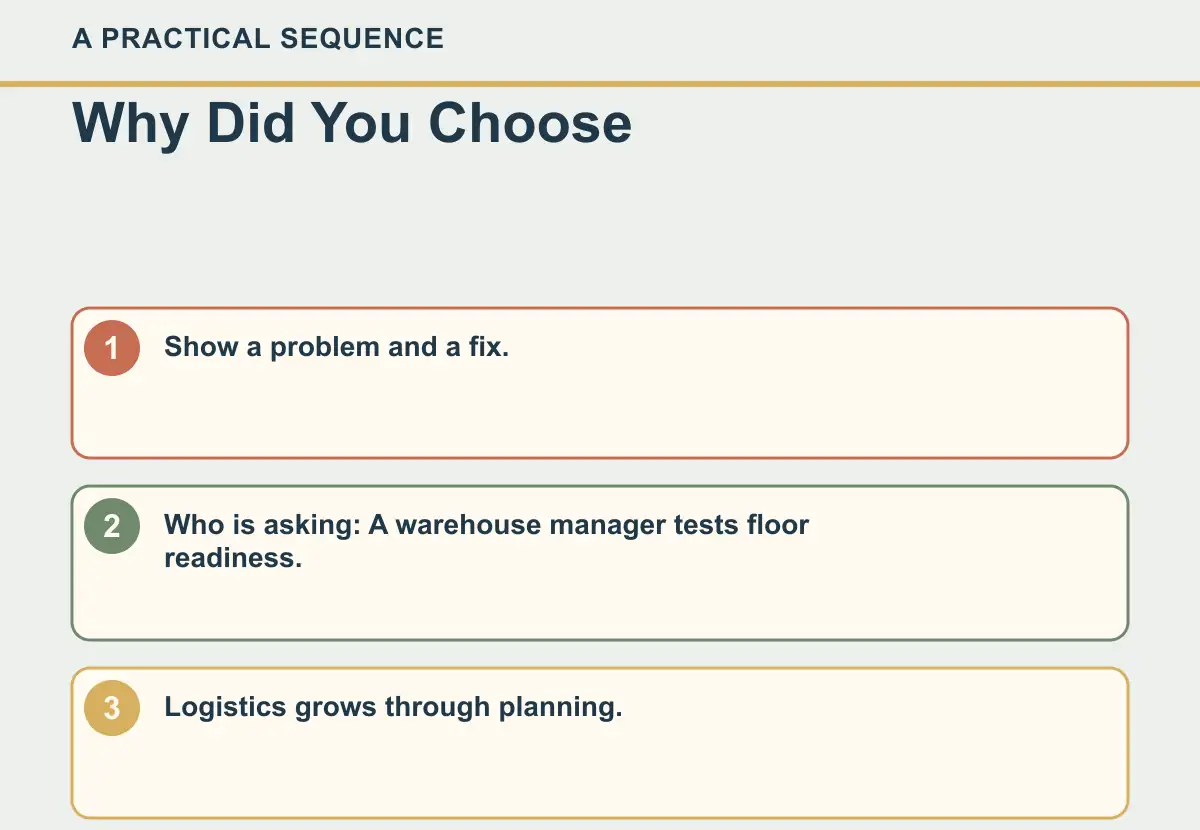 A PRACTICAL SEQUENCE
Why Did You Choose
1
Show a problem and a fix.
2
Who is asking: A warehouse manager tests floor
readiness.
3
Logistics grows through planning.